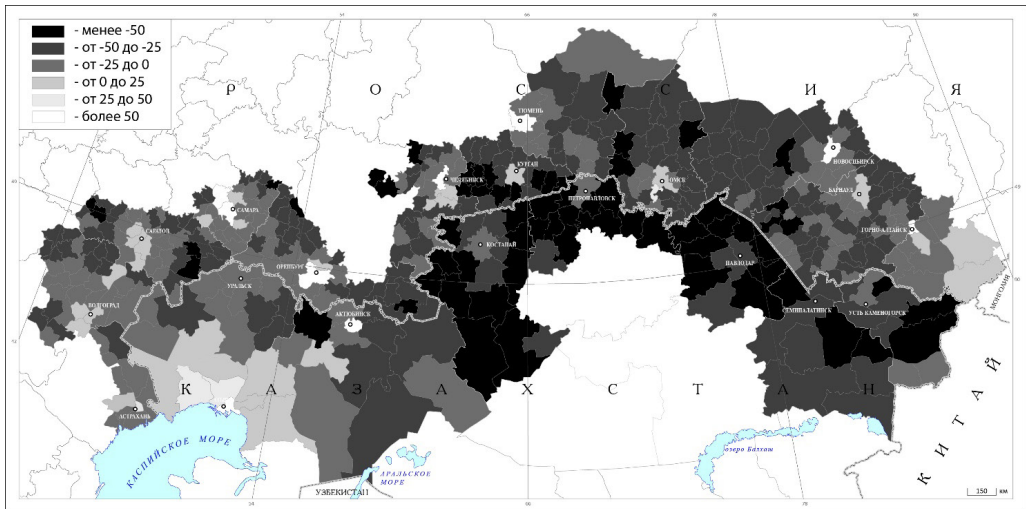 - менее -50
- от -50 до -25
- от -25 до 0
- от 0 до 25
- от 25 до 50
- более 50
Р О С С И Я
ТЮМЕНЬ
КУРГАН
ЧЕЛЯБИНСК
ПЕТРОПАВЛОВСК
ОМСК
НОВОСИБИРСК
БАРНАУЛ
ГОРНО-АЛТАЙСК
САМАРА
САРАТОВ
КОСТАНАЙ
ПАВЛОДАР
ОРЕНБУРГ
УРАЛЬСК
МОНГОЛИЯ
ВОЛГОГРАД
АКТЮБИНСК
СЕМИПАЛАТИНСК
УСТЬ КАМЕНОГОРСК
К А З А Х С Т А Н
КИТАЙ
АСТРАХАНЬ
КАСПИЙСКОЕ МОРЕ
озеро Балхаш
АРАЛЬСКОЕ
МОРЕ
УЗБЕКИСТАН
150 км